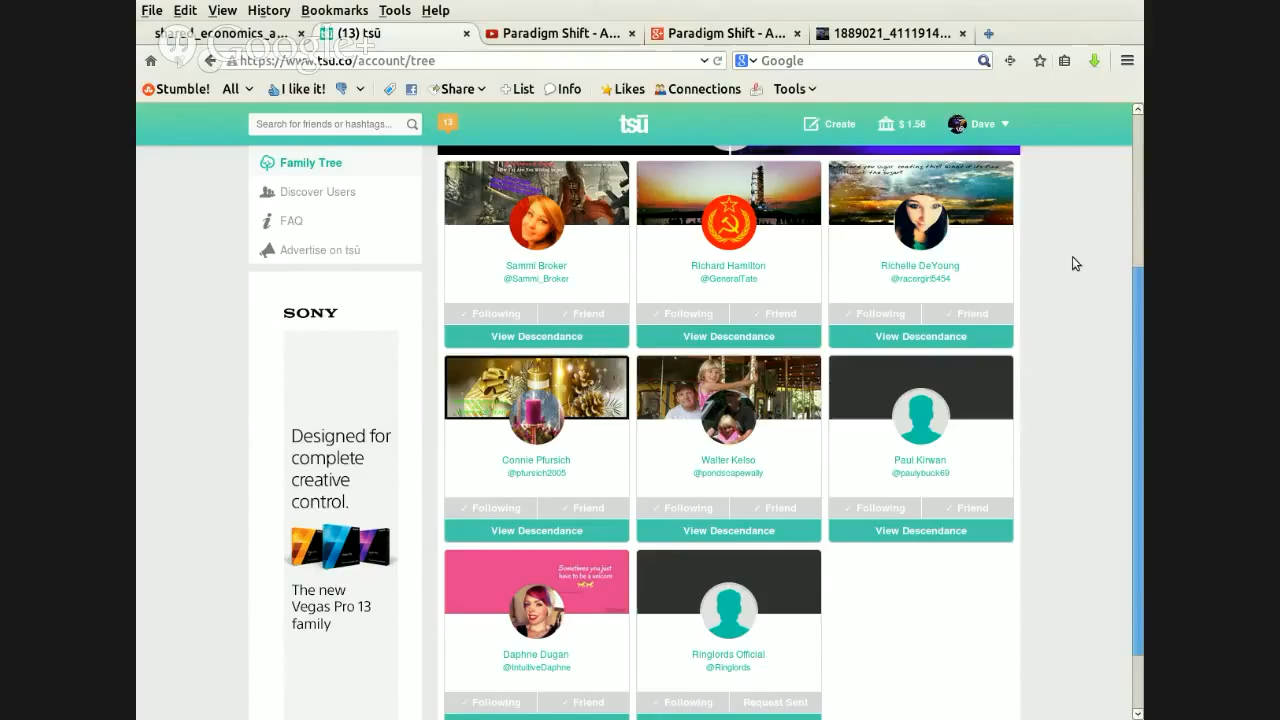 File Edit View History Bookmarks Tools Help
shared_economics_a... × (13) tsū × Paradigm Shift - A... × Paradigm Shift - A... × 1889021_4111914... ×
Google+
https://www.tsu.co/account/tree Google
Stumble! All I like it! Share List Info Likes Connections Tools
Search for friends or hashtags... 13 tsū Create $ 1.56 Dave
Family Tree
Discover Users
FAQ
Advertise on tsū
SONY
Designed for
complete
creative
control.
The new
Vegas Pro 13
family
Sammi Broker
@Sammi_Broker
✓ Following ✓ Friend
View Descendance
Richard Hamilton
@GeneralTate
✓ Following ✓ Friend
View Descendance
Richelle DeYoung
@racergirl5454
✓ Following ✓ Friend
View Descendance
Connie Pfursich
@pfursich2005
✓ Following ✓ Friend
View Descendance
Walter Kelso
@pondscapewally
✓ Following ✓ Friend
View Descendance
Paul Kirwan
@paulybuck69
✓ Following ✓ Friend
View Descendance
Sometimes you just
have to be a unicorn
Daphne Dugan
@IntuitiveDaphne
✓ Following ✓ Friend
Ringlords Official
@Ringlords
✓ Following Request Sent